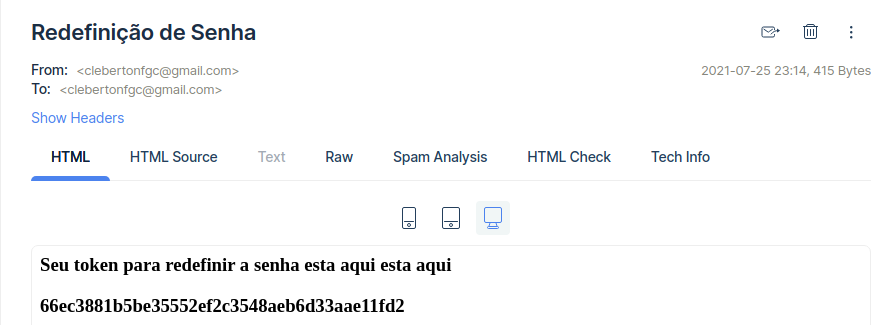 Redefinição de Senha
From: <clebertonfgc@gmail.com>
2021-07-25 23:14, 415 Bytes
To: <clebertonfgc@gmail.com>
Show Headers
HTML HTML Source Text Raw Spam Analysis HTML Check Tech Info
Seu token para redefinir a senha esta aqui esta aqui
66ec3881b5be35552ef2c3548aeb6d33aae11fd2